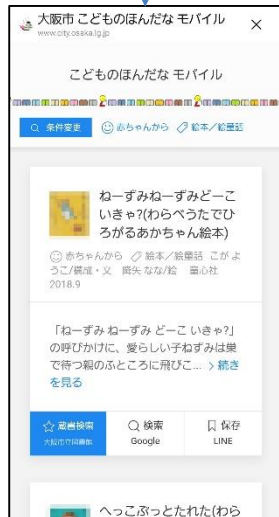 大阪市 こどものほんだな モバイル
www.city.osaka.lg.jp
こどものほんだな モバイル
条件変更 赤ちゃんから 絵本/絵童話
ねーずみねーずみどーこ
いきゃ?(わらべうたでひ
ろがるあかちゃん絵本)
赤ちゃんから 絵本/絵童話 こが よ
うこ/構成・文 降矢 なな/絵 童心社
2018.9
「ねーずみ ねーずみ どーこ いきゃ?」
の呼びかけに、愛らしい子ねずみは巣
で待つ親のふところに飛びこ... > 続き
を見る
蔵書検索
大阪市立図書館
検索
Google
保存
LINE
へっこぷっとたれた(わら